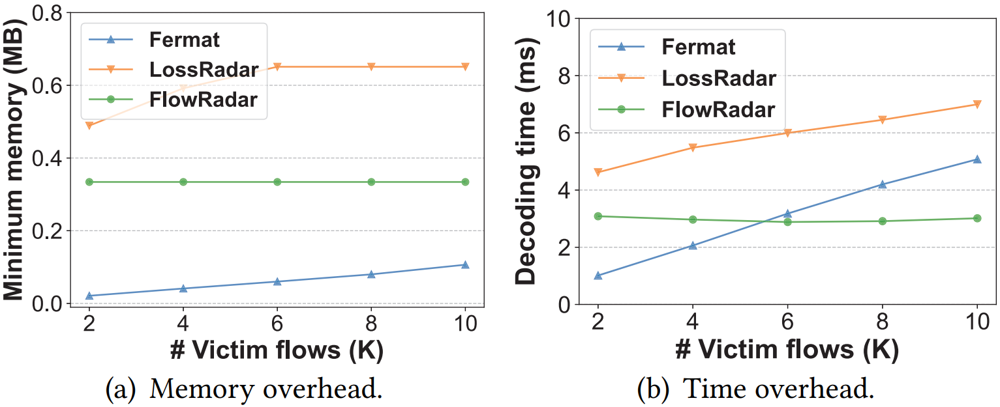 Minimum memory (MB)
0.8
0.6
0.4
0.2
0.0
Fermat
LossRadar
FlowRadar
2 4 6 8 10
# Victim flows (K)
(a) Memory overhead.
Decoding time (ms)
10
8
6
4
2
0
Fermat
LossRadar
FlowRadar
2 4 6 8 10
# Victim flows (K)
(b) Time overhead.